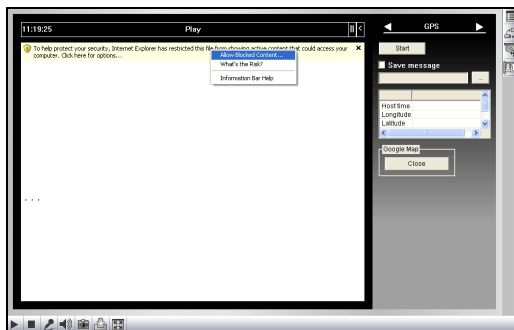 11:19:25
Play
GPS
To help protect your security, Internet Explorer has restricted this file from showing active content that could access your
computer. Click here for options...
Allow Blocked Content...
What's the Risk?
Information Bar Help
Start
Save message
...
Host time
Longitude
Latitude
Google Map
Close
...